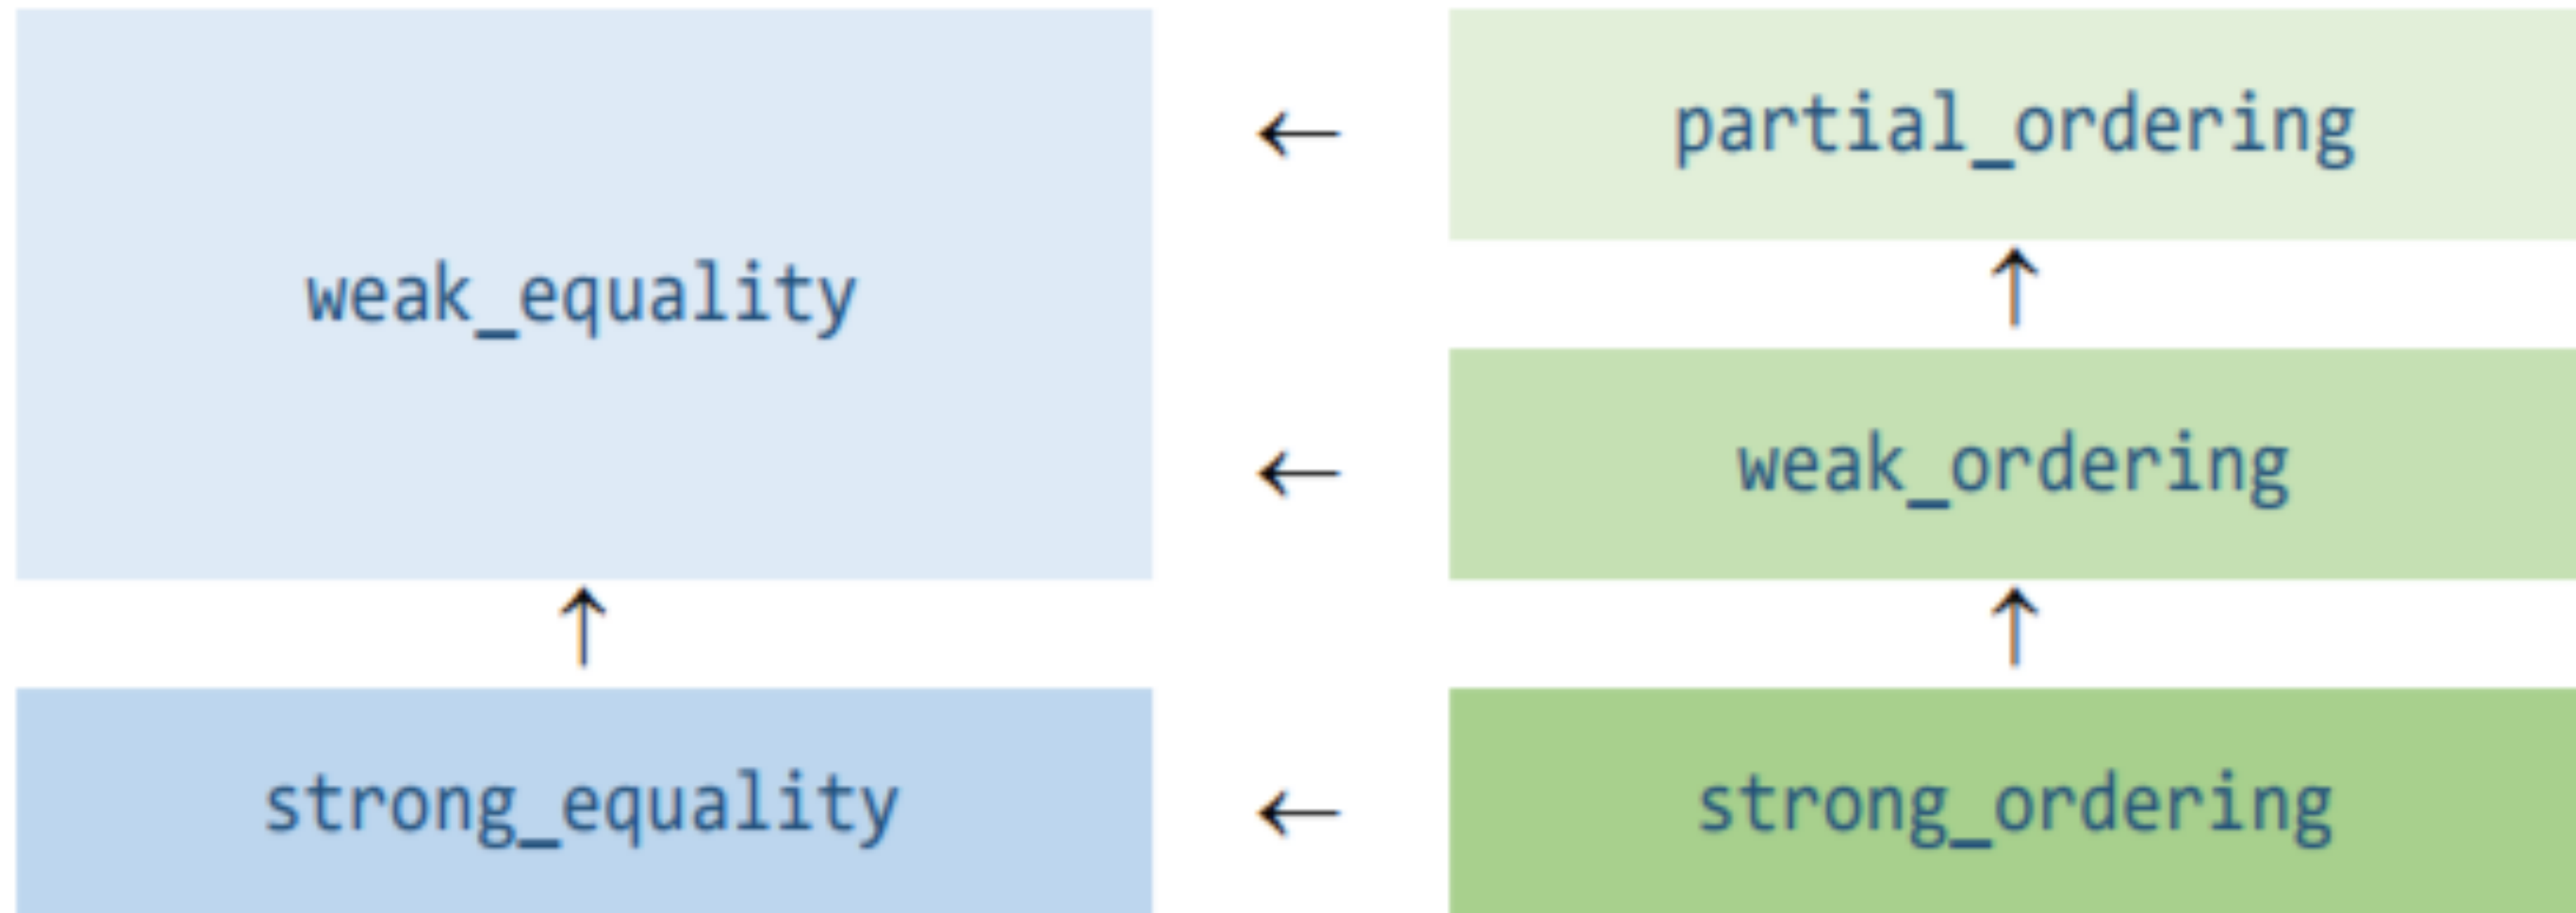 partial_ordering
weak_equality
weak_ordering
strong_equality
strong_ordering